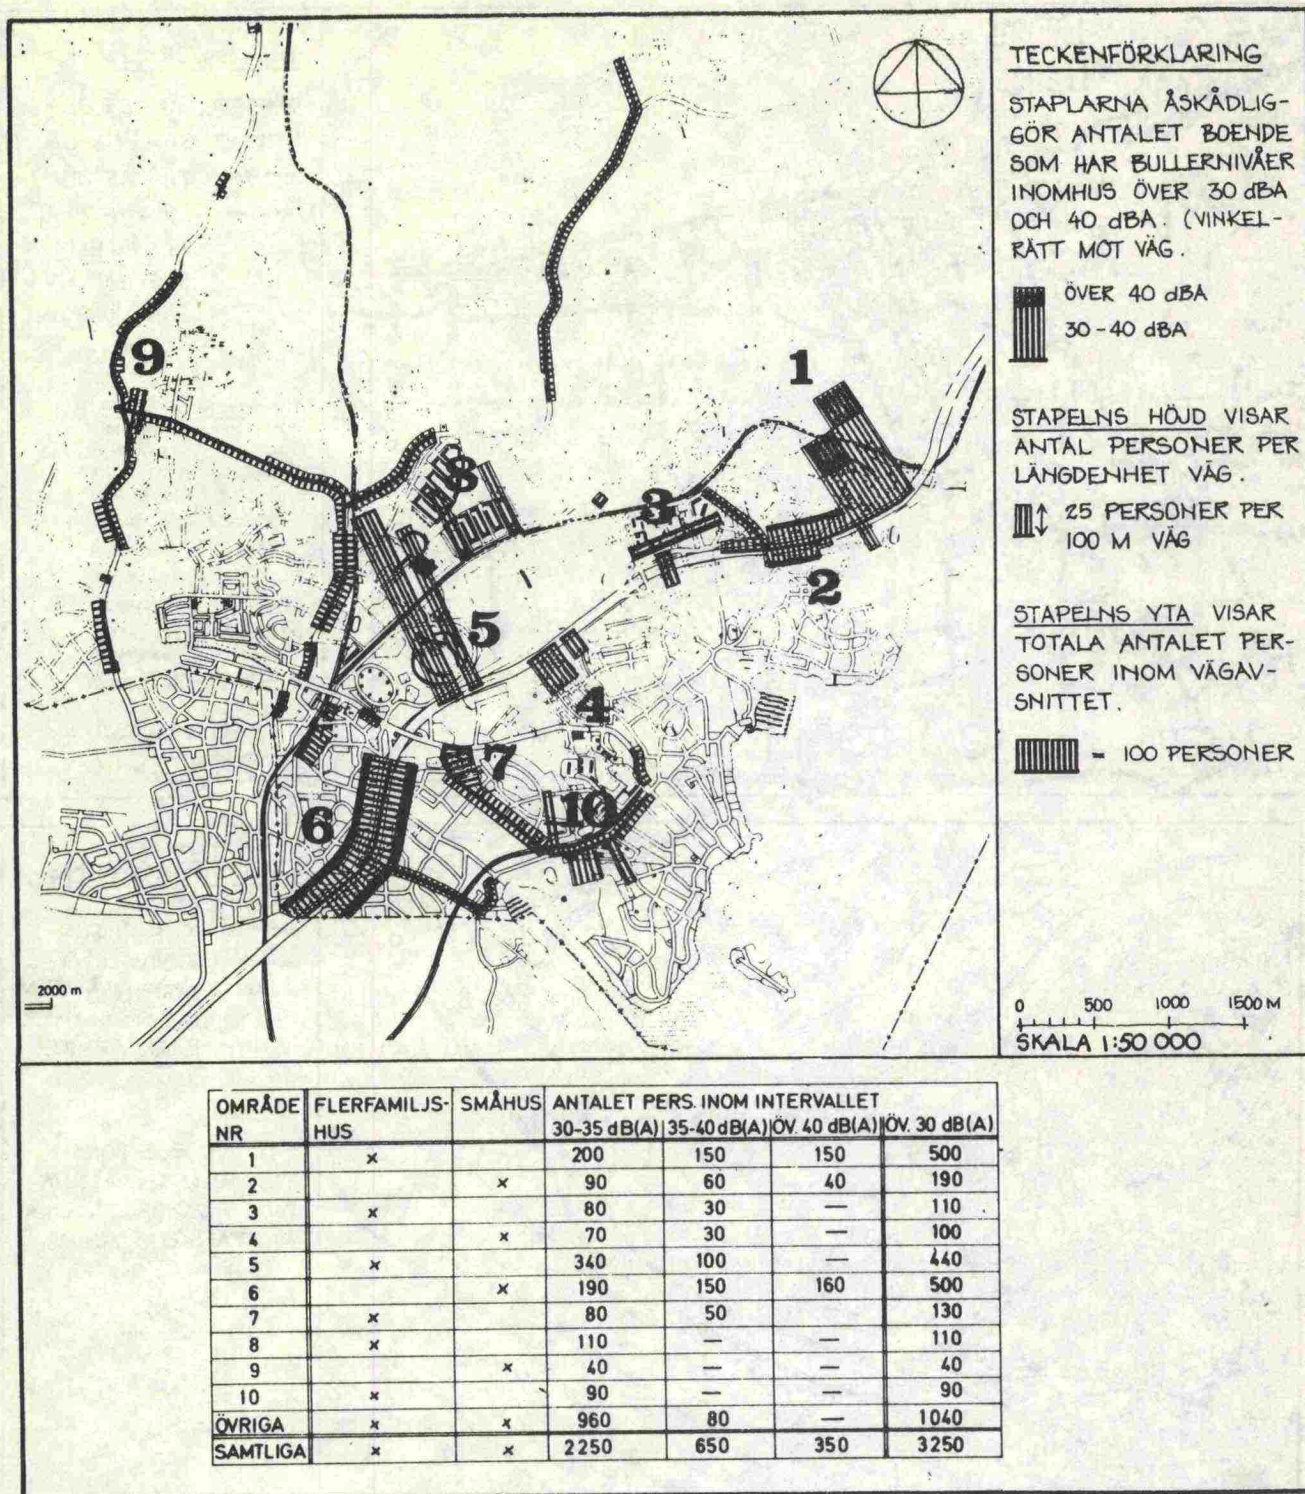 TECKENFÖRKLARING
STAPLARNA ÅSKÅDLIG-
GÖR ANTALET BOENDE
SOM HAR BULLERNIVÅER
INOMHUS ÖVER 30 dBA
OCH 40 dBA. (VINKEL-
RÄTT MOT VÄG.
ÖVER 40 dBA
30-40 dBA
STAPELNS HÖJD VISAR
ANTAL PERSONER PER
LÄNGDENHET VÄG.
25 PERSONER PER
100 M VÄG
STAPELNS YTA VISAR
TOTALA ANTALET PER-
SONER INOM VÄGAV-
SNITTET.
= 100 PERSONER
0 500 1000 1500 M
SKALA 1:50 000
1
9
8
3
2
5
4
7
6
10
2000 m
OMRÅDE NR FLERFAMILJS-HUS SMÅHUS ANTALET PERS. INOM INTERVALLET
30-35 dB(A) 35-40 dB(A) ÖV. 40 dB(A) ÖV. 30 dB(A)
1 x 200 150 150 500
2 x 90 60 40 190
3 x 80 30 — 110
4 x 70 30 — 100
5 x 340 100 — 440
6 x 190 150 160 500
7 x 80 50 130
8 x 110 — — 110
9 x 40 — — 40
10 x 90 — — 90
ÖVRIGA x x 960 80 — 1040
SAMTLIGA x x 2250 650 350 3250